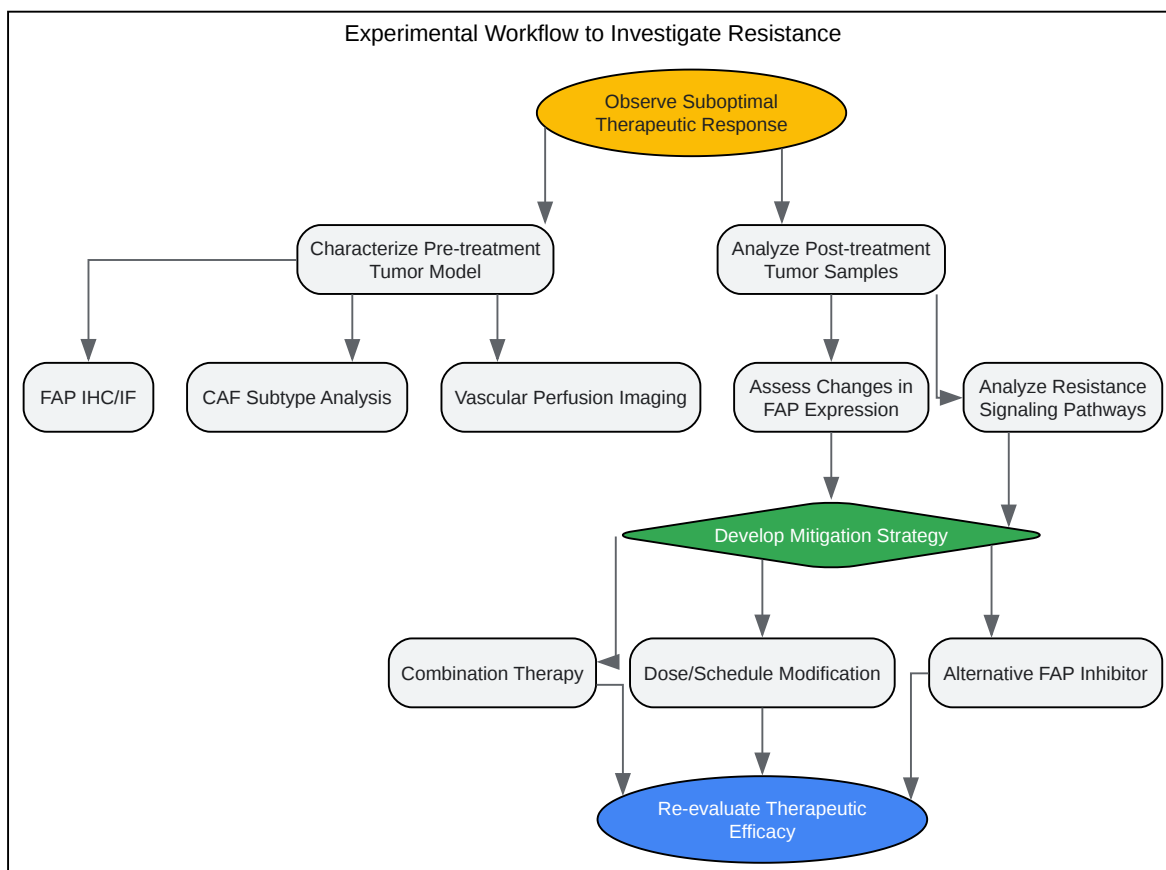 Experimental Workflow to Investigate Resistance
Observe Suboptimal
Therapeutic Response
Characterize Pre-treatment
Tumor Model
Analyze Post-treatment
Tumor Samples
FAP IHC/IF
CAF Subtype Analysis
Vascular Perfusion Imaging
Assess Changes in
FAP Expression
Analyze Resistance
Signaling Pathways
Develop Mitigation Strategy
Combination Therapy
Dose/Schedule Modification
Alternative FAP Inhibitor
Re-evaluate Therapeutic
Efficacy